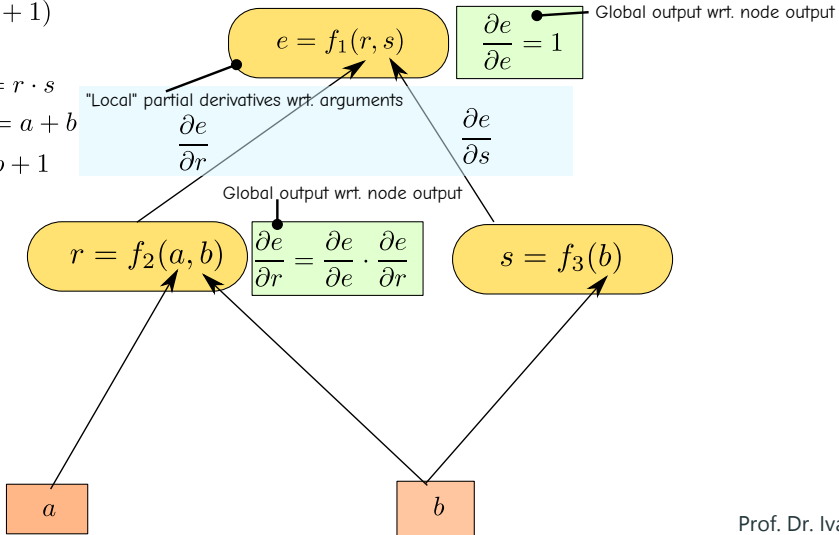 + 1)
e = f₁(r, s)
∂e/∂e = 1
Global output wrt. node output
= r · s
"Local" partial derivatives wrt. arguments
= a + b
∂e/∂r
∂e/∂s
+ 1
Global output wrt. node output
r = f₂(a, b)
∂e/∂r = ∂e/∂e · ∂e/∂r
s = f₃(b)
a
b
Prof. Dr.